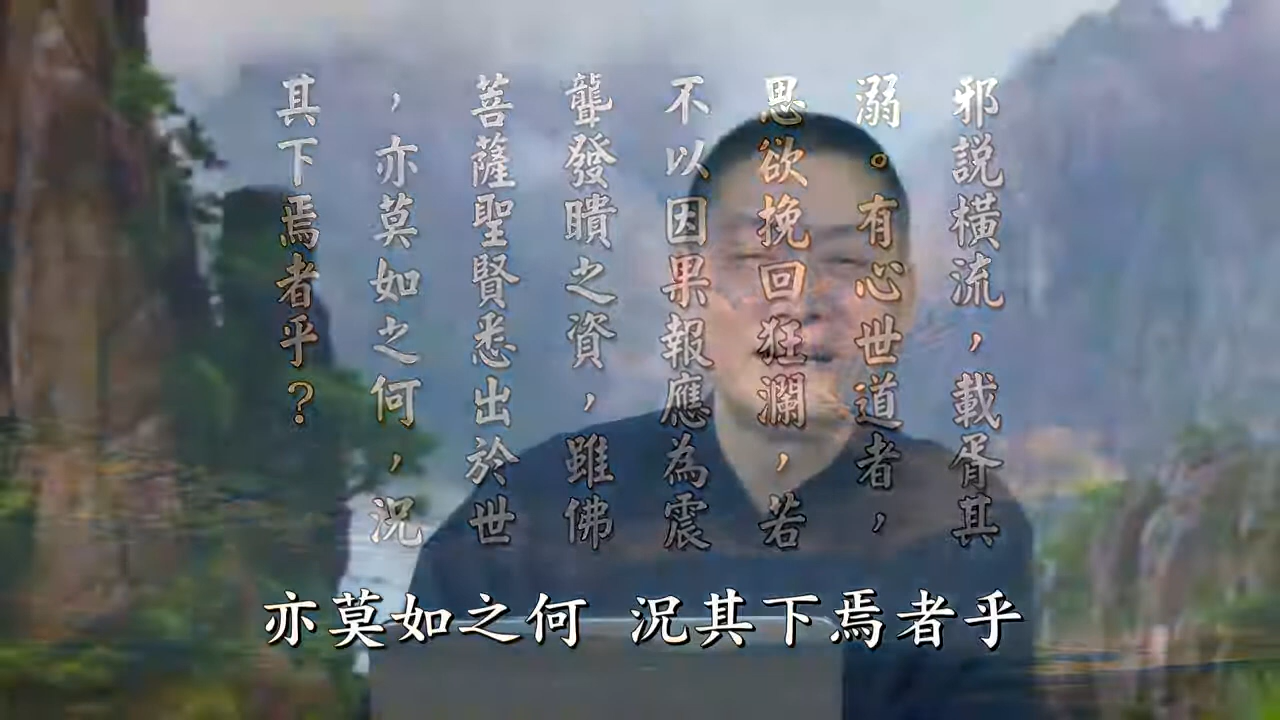 邪說橫流，載胥其
溺。有心世道者，
思欲挽回狂瀾，若
不以因果報應為震
聾發聵之資，雖佛
菩薩聖賢悉出於世
，亦莫如之何，況
其下焉者乎？
亦莫如之何 況其下焉者乎